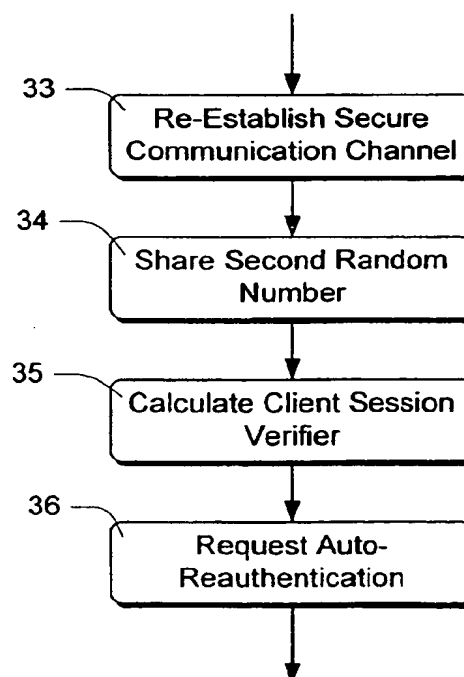 33
Re-Establish Secure
Communication Channel
34
Share Second Random
Number
35
Calculate Client Session
Verifier
36
Request Auto-
Reauthentication